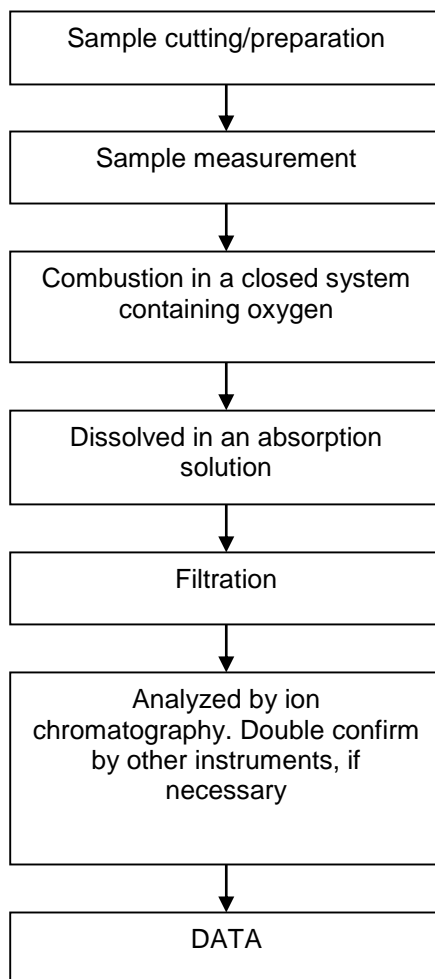 Sample cutting/preparation
Sample measurement
Combustion in a closed system
containing oxygen
Dissolved in an absorption
solution
Filtration
Analyzed by ion
chromatography. Double confirm
by other instruments, if
necessary
DATA